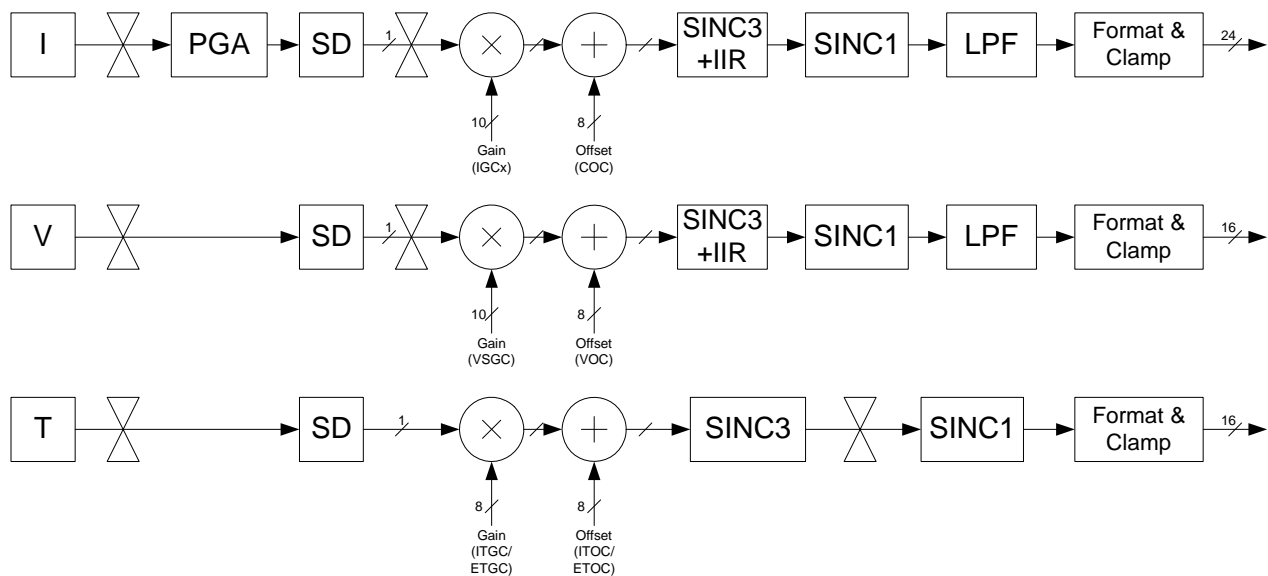 I
PGA
SD
1
SINC3
+IIR
SINC1
LPF
Format &
Clamp
24
10
Gain
(IGCx)
8
Offset
(COC)
V
SD
1
SINC3
+IIR
SINC1
LPF
Format &
Clamp
16
10
Gain
(VSGC)
8
Offset
(VOC)
T
SD
1
SINC3
SINC1
Format &
Clamp
16
8
Gain
(ITGC/
ETGC)
8
Offset
(ITOC/
ETOC)